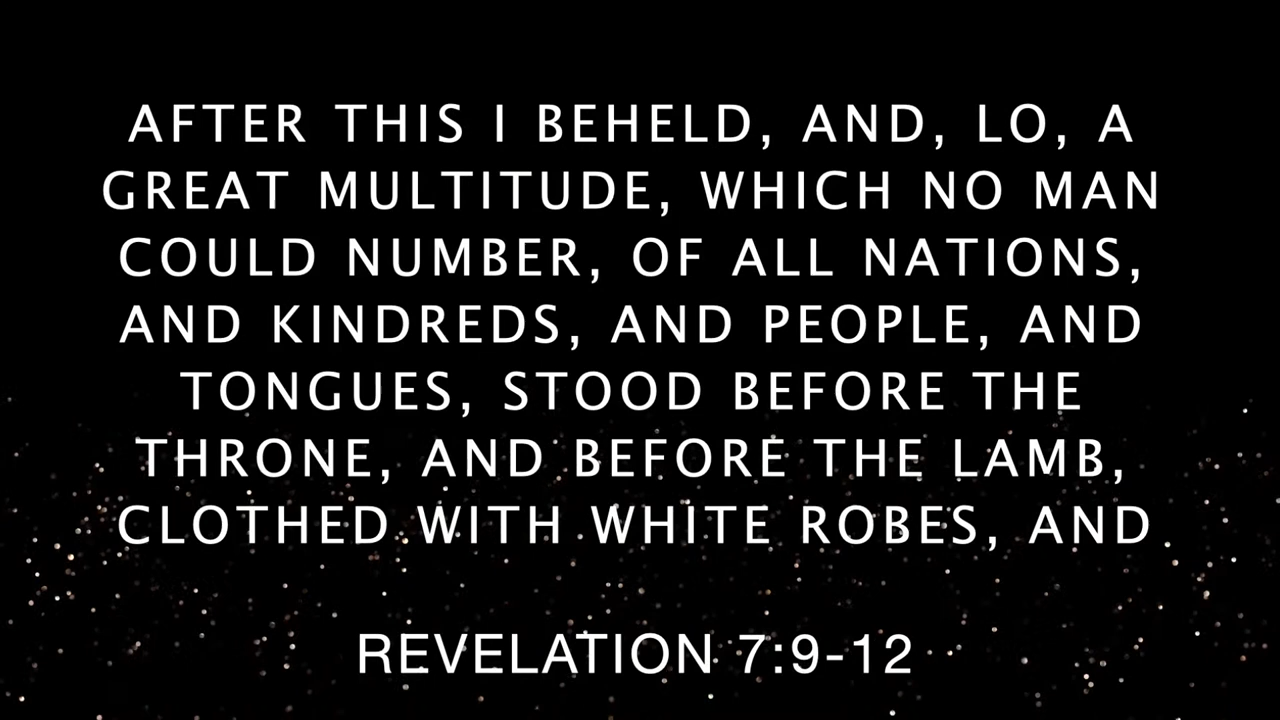 AFTER THIS I BEHELD, AND, LO, A
GREAT MULTITUDE, WHICH NO MAN
COULD NUMBER, OF ALL NATIONS,
AND KINDREDS, AND PEOPLE, AND
TONGUES, STOOD BEFORE THE
THRONE, AND BEFORE THE LAMB,
CLOTHED WITH WHITE ROBES, AND
REVELATION 7:9-12